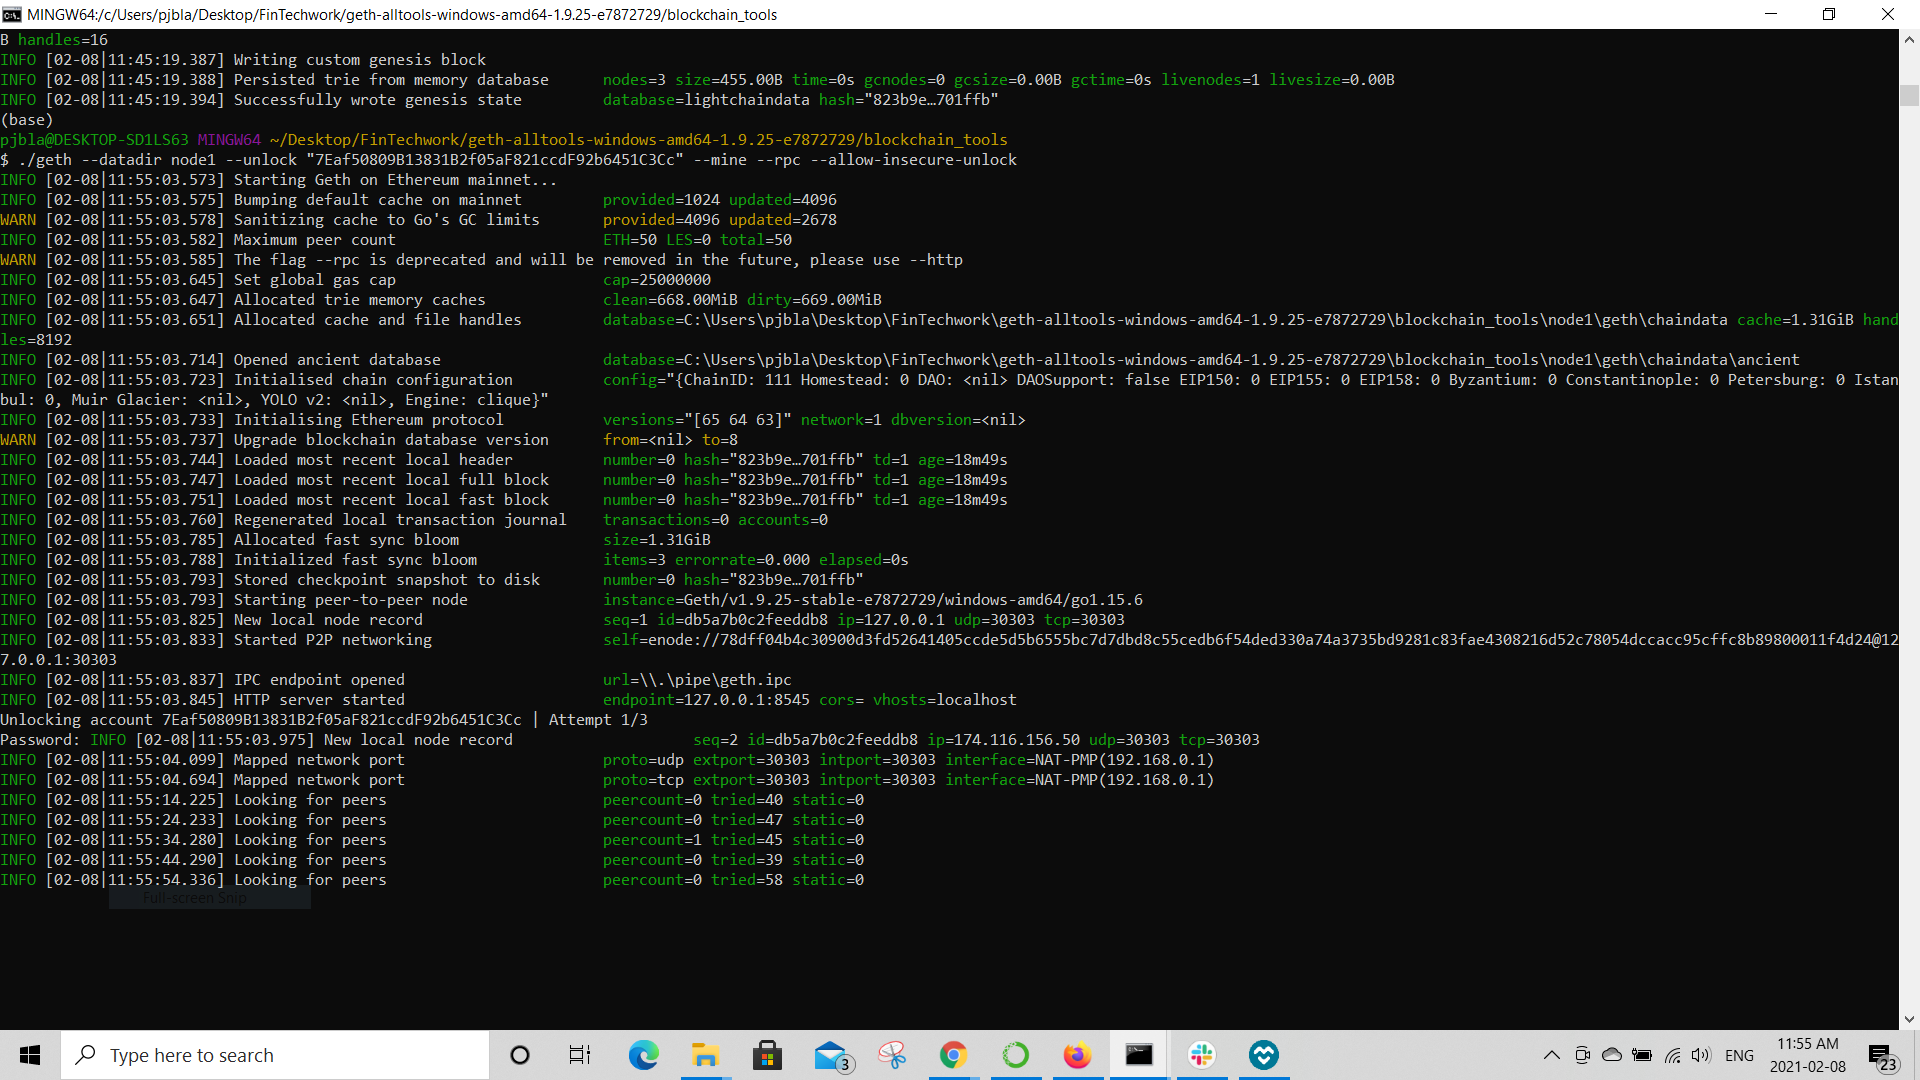 MINGW64:/c/Users/pjbla/Desktop/FinTechwork/geth-alltools-windows-amd64-1.9.25-e7872729/blockchain_tools
B handles=16
INFO [02-08|11:45:19.387] Writing custom genesis block
INFO [02-08|11:45:19.388] Persisted trie from memory database      nodes=3 size=455.00B time=0s gcnodes=0 gcsize=0.00B gctime=0s livenodes=1 livesize=0.00B
INFO [02-08|11:45:19.394] Successfully wrote genesis state         database=lightchaindata hash="823b9e…701ffb"
(base)
pjbla@DESKTOP-SD1LS63 MINGW64 ~/Desktop/FinTechwork/geth-alltools-windows-amd64-1.9.25-e7872729/blockchain_tools
$ ./geth --datadir node1 --unlock "7Eaf50809B13831B2f05aF821ccdF92b6451C3Cc" --mine --rpc --allow-insecure-unlock
INFO [02-08|11:55:03.573] Starting Geth on Ethereum mainnet...
INFO [02-08|11:55:03.575] Bumping default cache on mainnet         provided=1024 updated=4096
WARN [02-08|11:55:03.578] Sanitizing cache to Go's GC limits       provided=4096 updated=2678
INFO [02-08|11:55:03.582] Maximum peer count                       ETH=50 LES=0 total=50
WARN [02-08|11:55:03.585] The flag --rpc is deprecated and will be removed in the future, please use --http
INFO [02-08|11:55:03.645] Set global gas cap                       cap=25000000
INFO [02-08|11:55:03.647] Allocated trie memory caches             clean=668.00MiB dirty=669.00MiB
INFO [02-08|11:55:03.651] Allocated cache and file handles         database=C:\Users\pjbla\Desktop\FinTechwork\geth-alltools-windows-amd64-1.9.25-e7872729\blockchain_tools\node1\geth\chaindata cache=1.31GiB hand
les=8192
INFO [02-08|11:55:03.714] Opened ancient database                  database=C:\Users\pjbla\Desktop\FinTechwork\geth-alltools-windows-amd64-1.9.25-e7872729\blockchain_tools\node1\geth\chaindata\ancient
INFO [02-08|11:55:03.723] Initialised chain configuration          config="{ChainID: 111 Homestead: 0 DAO: <nil> DAOSupport: false EIP150: 0 EIP155: 0 EIP158: 0 Byzantium: 0 Constantinople: 0 Petersburg: 0 Istan
bul: 0, Muir Glacier: <nil>, YOLO v2: <nil>, Engine: clique}"
INFO [02-08|11:55:03.733] Initialising Ethereum protocol           versions="[65 64 63]" network=1 dbversion=<nil>
WARN [02-08|11:55:03.737] Upgrade blockchain database version      from=<nil> to=8
INFO [02-08|11:55:03.744] Loaded most recent local header          number=0 hash="823b9e…701ffb" td=1 age=18m49s
INFO [02-08|11:55:03.747] Loaded most recent local full block      number=0 hash="823b9e…701ffb" td=1 age=18m49s
INFO [02-08|11:55:03.751] Loaded most recent local fast block      number=0 hash="823b9e…701ffb" td=1 age=18m49s
INFO [02-08|11:55:03.760] Regenerated local transaction journal    transactions=0 accounts=0
INFO [02-08|11:55:03.785] Allocated fast sync bloom                size=1.31GiB
INFO [02-08|11:55:03.788] Initialized fast sync bloom              items=3 errorrate=0.000 elapsed=0s
INFO [02-08|11:55:03.793] Stored checkpoint snapshot to disk       number=0 hash="823b9e…701ffb"
INFO [02-08|11:55:03.793] Starting peer-to-peer node               instance=Geth/v1.9.25-stable-e7872729/windows-amd64/go1.15.6
INFO [02-08|11:55:03.825] New local node record                    seq=1 id=db5a7b0c2feeddb8 ip=127.0.0.1 udp=30303 tcp=30303
INFO [02-08|11:55:03.833] Started P2P networking                   self=enode://78dff04b4c30900d3fd52641405ccde5d5b6555bc7d7dbd8c55cedb6f54ded330a74a3735bd9281c83fae4308216d52c78054dccacc95cffc8b89800011f4d24@12
7.0.0.1:30303
INFO [02-08|11:55:03.837] IPC endpoint opened                      url=\\.\pipe\geth.ipc
INFO [02-08|11:55:03.845] HTTP server started                      endpoint=127.0.0.1:8545 cors= vhosts=localhost
Unlocking account 7Eaf50809B13831B2f05aF821ccdF92b6451C3Cc | Attempt 1/3
Password: INFO [02-08|11:55:03.975] New local node record                    seq=2 id=db5a7b0c2feeddb8 ip=174.116.156.50 udp=30303 tcp=30303
INFO [02-08|11:55:04.099] Mapped network port                      proto=udp extport=30303 intport=30303 interface=NAT-PMP(192.168.0.1)
INFO [02-08|11:55:04.694] Mapped network port                      proto=tcp extport=30303 intport=30303 interface=NAT-PMP(192.168.0.1)
INFO [02-08|11:55:14.225] Looking for peers                        peercount=0 tried=40 static=0
INFO [02-08|11:55:24.233] Looking for peers                        peercount=0 tried=47 static=0
INFO [02-08|11:55:34.280] Looking for peers                        peercount=1 tried=45 static=0
INFO [02-08|11:55:44.290] Looking for peers                        peercount=0 tried=39 static=0
INFO [02-08|11:55:54.336] Looking for peers                        peercount=0 tried=58 static=0
Full-screen Snip
Type here to search
3
ENG
11:55 AM
2021-02-08
23